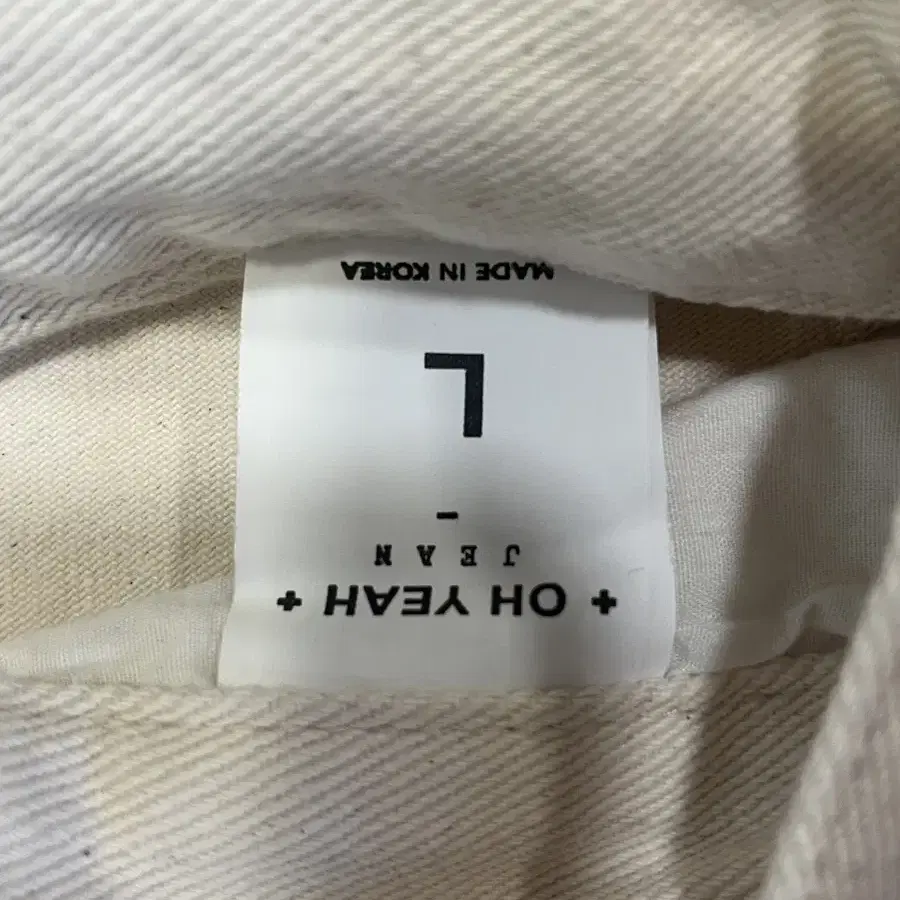 + OH YEAH +
JEAN
-
L
MADE IN KOREA